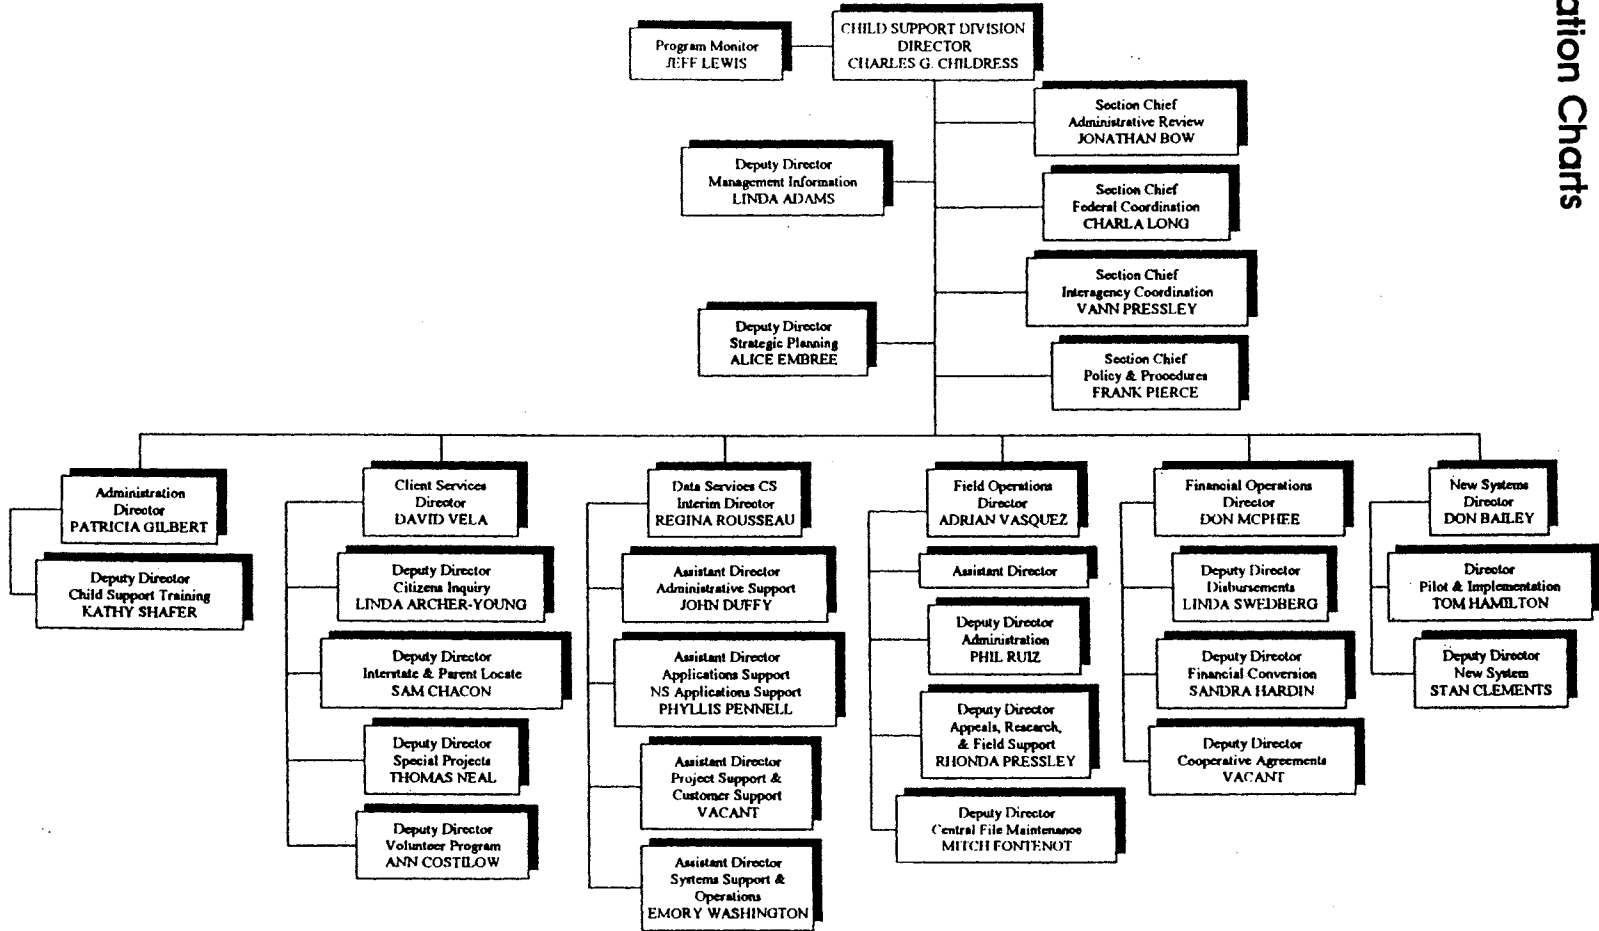 ation Charts
CHILD SUPPORT DIVISION
DIRECTOR
CHARLES G. CHILDRESS
Program Monitor
JEFF LEWIS
Section Chief
Administrative Review
JONATHAN BOW
Deputy Director
Management Information
LINDA ADAMS
Section Chief
Federal Coordination
CHARLA LONG
Section Chief
Interagency Coordination
VANN PRESSLEY
Deputy Director
Strategic Planning
ALICE EMBREE
Section Chief
Policy & Procedures
FRANK PIERCE
Administration
Director
PATRICIA GILBERT
Deputy Director
Child Support Training
KATHY SHAFER
Client Services
Director
DAVID VELA
Deputy Director
Citizens Inquiry
LINDA ARCHER-YOUNG
Deputy Director
Interstate & Parent Locate
SAM CHACON
Deputy Director
Special Projects
THOMAS NEAL
Deputy Director
Volunteer Program
ANN COSTILOW
Data Services CS
Interim Director
REGINA ROUSSEAU
Assistant Director
Administrative Support
JOHN DUFFY
Assistant Director
Applications Support
NS Applications Support
PHYLLIS PENNELL
Assistant Director
Project Support &
Customer Support
VACANT
Assistant Director
Systems Support &
Operations
EMORY WASHINGTON
Field Operations
Director
ADRIAN VASQUEZ
Assistant Director
Deputy Director
Administration
PHIL RUIZ
Deputy Director
Appeals, Research,
& Field Support
RHONDA PRESSLEY
Deputy Director
Central File Maintenance
MITCH FONTENOT
Financial Operations
Director
DON MCPHEE
Deputy Director
Disbursements
LINDA SWEDBERG
Deputy Director
Financial Conversion
SANDRA HARDIN
Deputy Director
Cooperative Agreements
VACANT
New Systems
Director
DON BAILEY
Director
Pilot & Implementation
TOM HAMILTON
Deputy Director
New System
STAN CLEMENTS